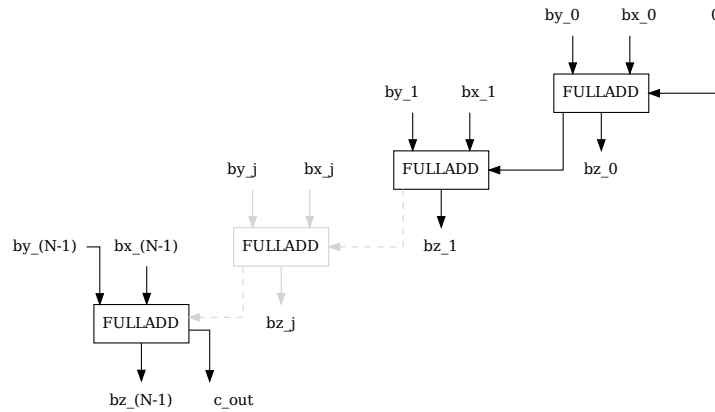 by_0 bx_0 0
FULLADD
by_1 bx_1
bz_0
FULLADD
by_j bx_j
bz_1
FULLADD
by_(N-1) bx_(N-1)
bz_j
FULLADD
bz_(N-1) c_out